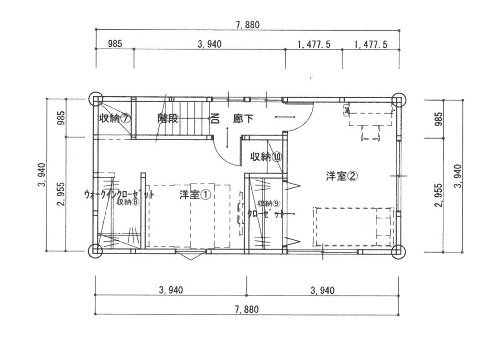 7,880
985 3,940 1,477.5 1,477.5
収納⑦ 階段 DN 廊下
985 985
収納⑩
3,940 2,955 洋室① 洋室② 2,955 3,940
ウォークインクローゼット
収納⑧
収納⑨
クローゼット
3,940 3,940
7,880